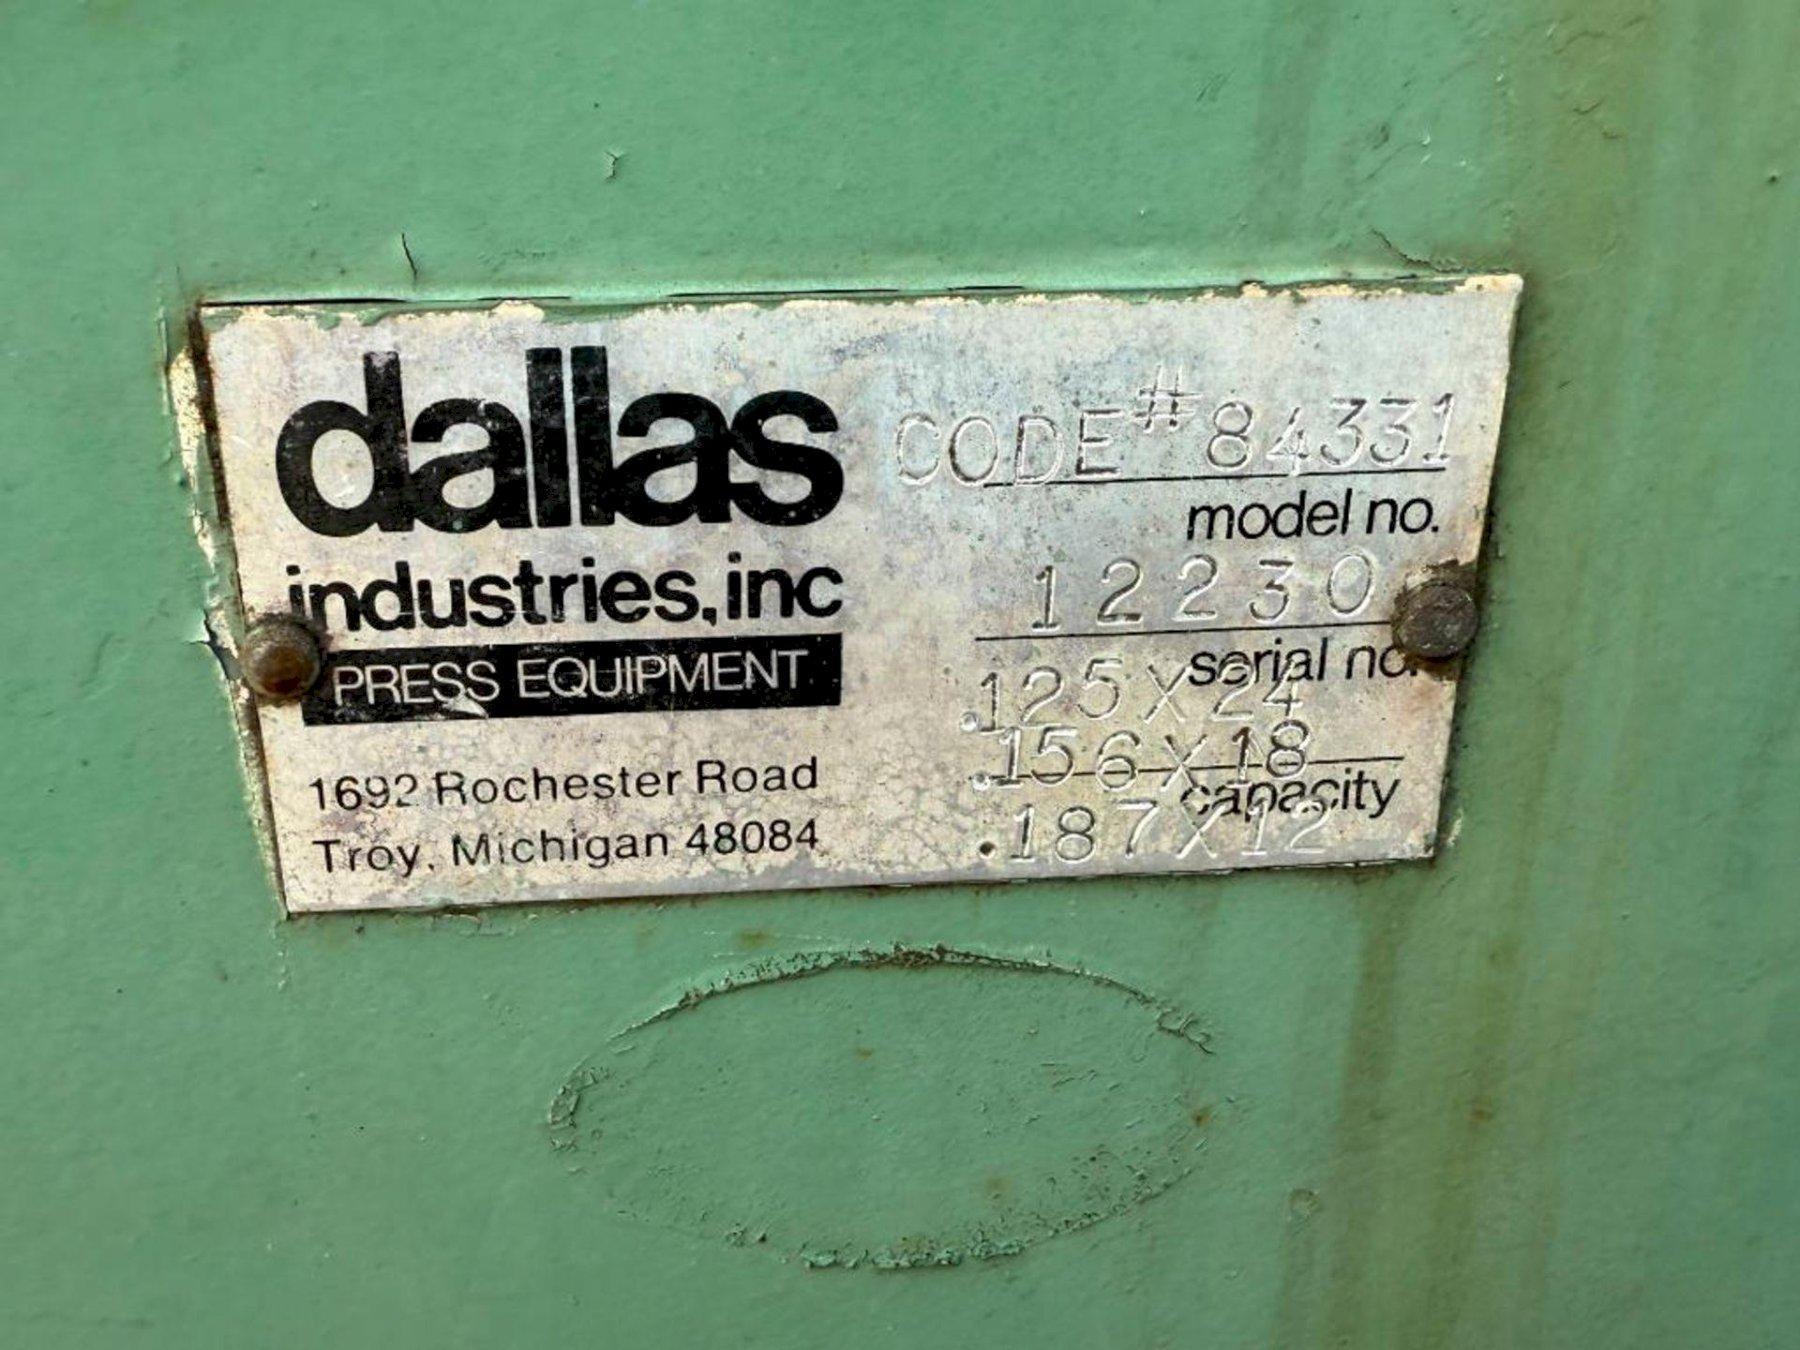 dallas
industries, inc
PRESS EQUIPMENT
1692 Rochester Road
Troy, Michigan 48084
CODE # 84331
model no.
12230
serial no.
.125 X 24
.156 X 18
capacity
.187 X 12